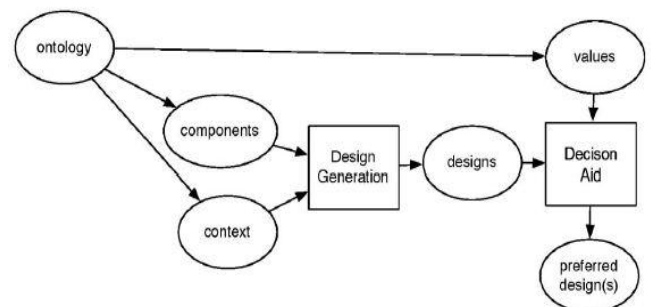 ontology
values
components
Design
Generation
designs
Decison
Aid
context
preferred
design(s)